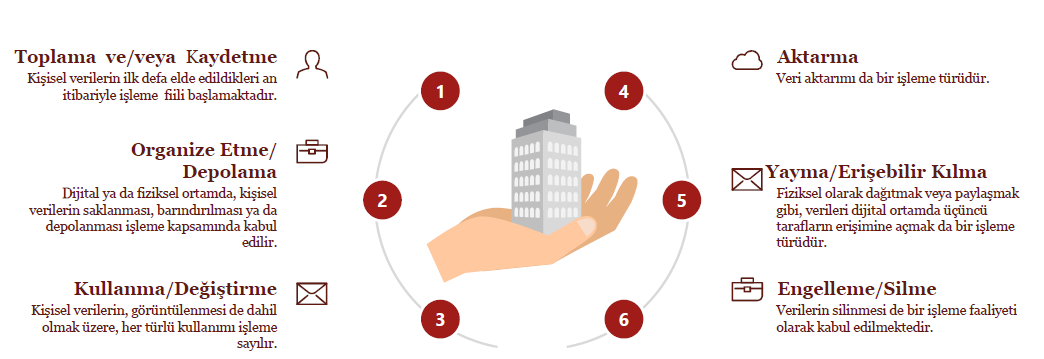 Toplama ve/veya Kaydetme
Kişisel verilerin ilk defa elde edildikleri an
itibariyle işleme fiili başlamaktadır.
1
Organize Etme/
Depolama
Dijital ya da fiziksel ortamda, kişisel
verilerin saklanması, barındırılması ya da
depolanması işleme kapsamında kabul
edilir.
2
Kullanma/Değiştirme
Kişisel verilerin, görüntülenmesi de dahil
olmak üzere, her türlü kullanımı işleme
sayılır.
3
4
Aktarma
Veri aktarımı da bir işleme türüdür.
5
Yayma/Erişebilir Kılma
Fiziksel olarak dağıtmak veya paylaşmak
gibi, verileri dijital ortamda üçüncü
tarafların erişimine açmak da bir işleme
türüdür.
6
Engelleme/Silme
Verilerin silinmesi de bir işleme faaliyeti
olarak kabul edilmektedir.